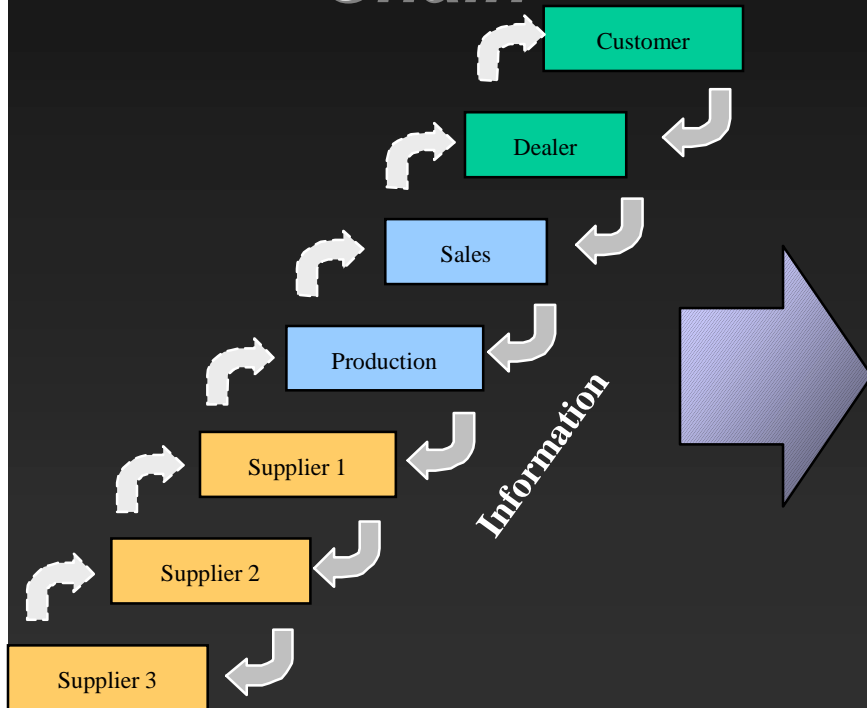 Customer
Dealer
Sales
Production
Information
Supplier 1
Supplier 2
Supplier 3